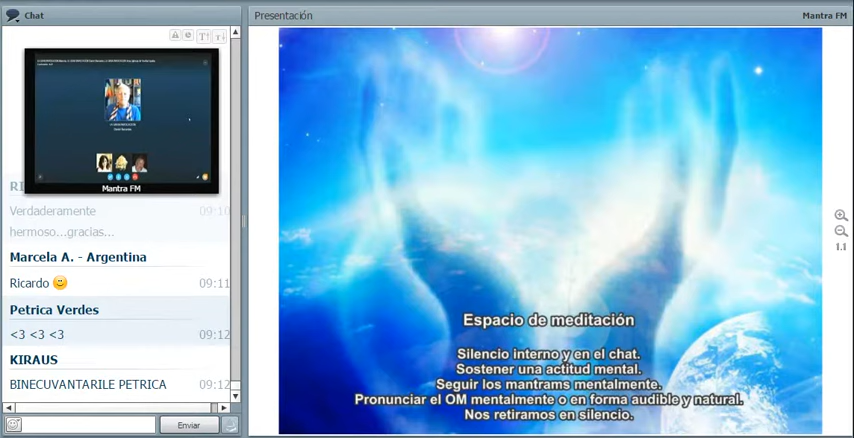 Chat
Mantra FM
RI
Verdaderamente 09:10
hermoso...gracias...
Marcela A. - Argentina
Ricardo 09:11
Petrica Verdes
<3 <3 <3 09:12
KIRAUS
BINECUVANTARILE PETRICA 09:12
Enviar
Presentación Mantra FM
Espacio de meditación
Silencio interno y en el chat.
Sostener una actitud mental.
Seguir los mantrams mentalmente.
Pronunciar el OM mentalmente o en forma audible y natural.
Nos retiramos en silencio.
1.1